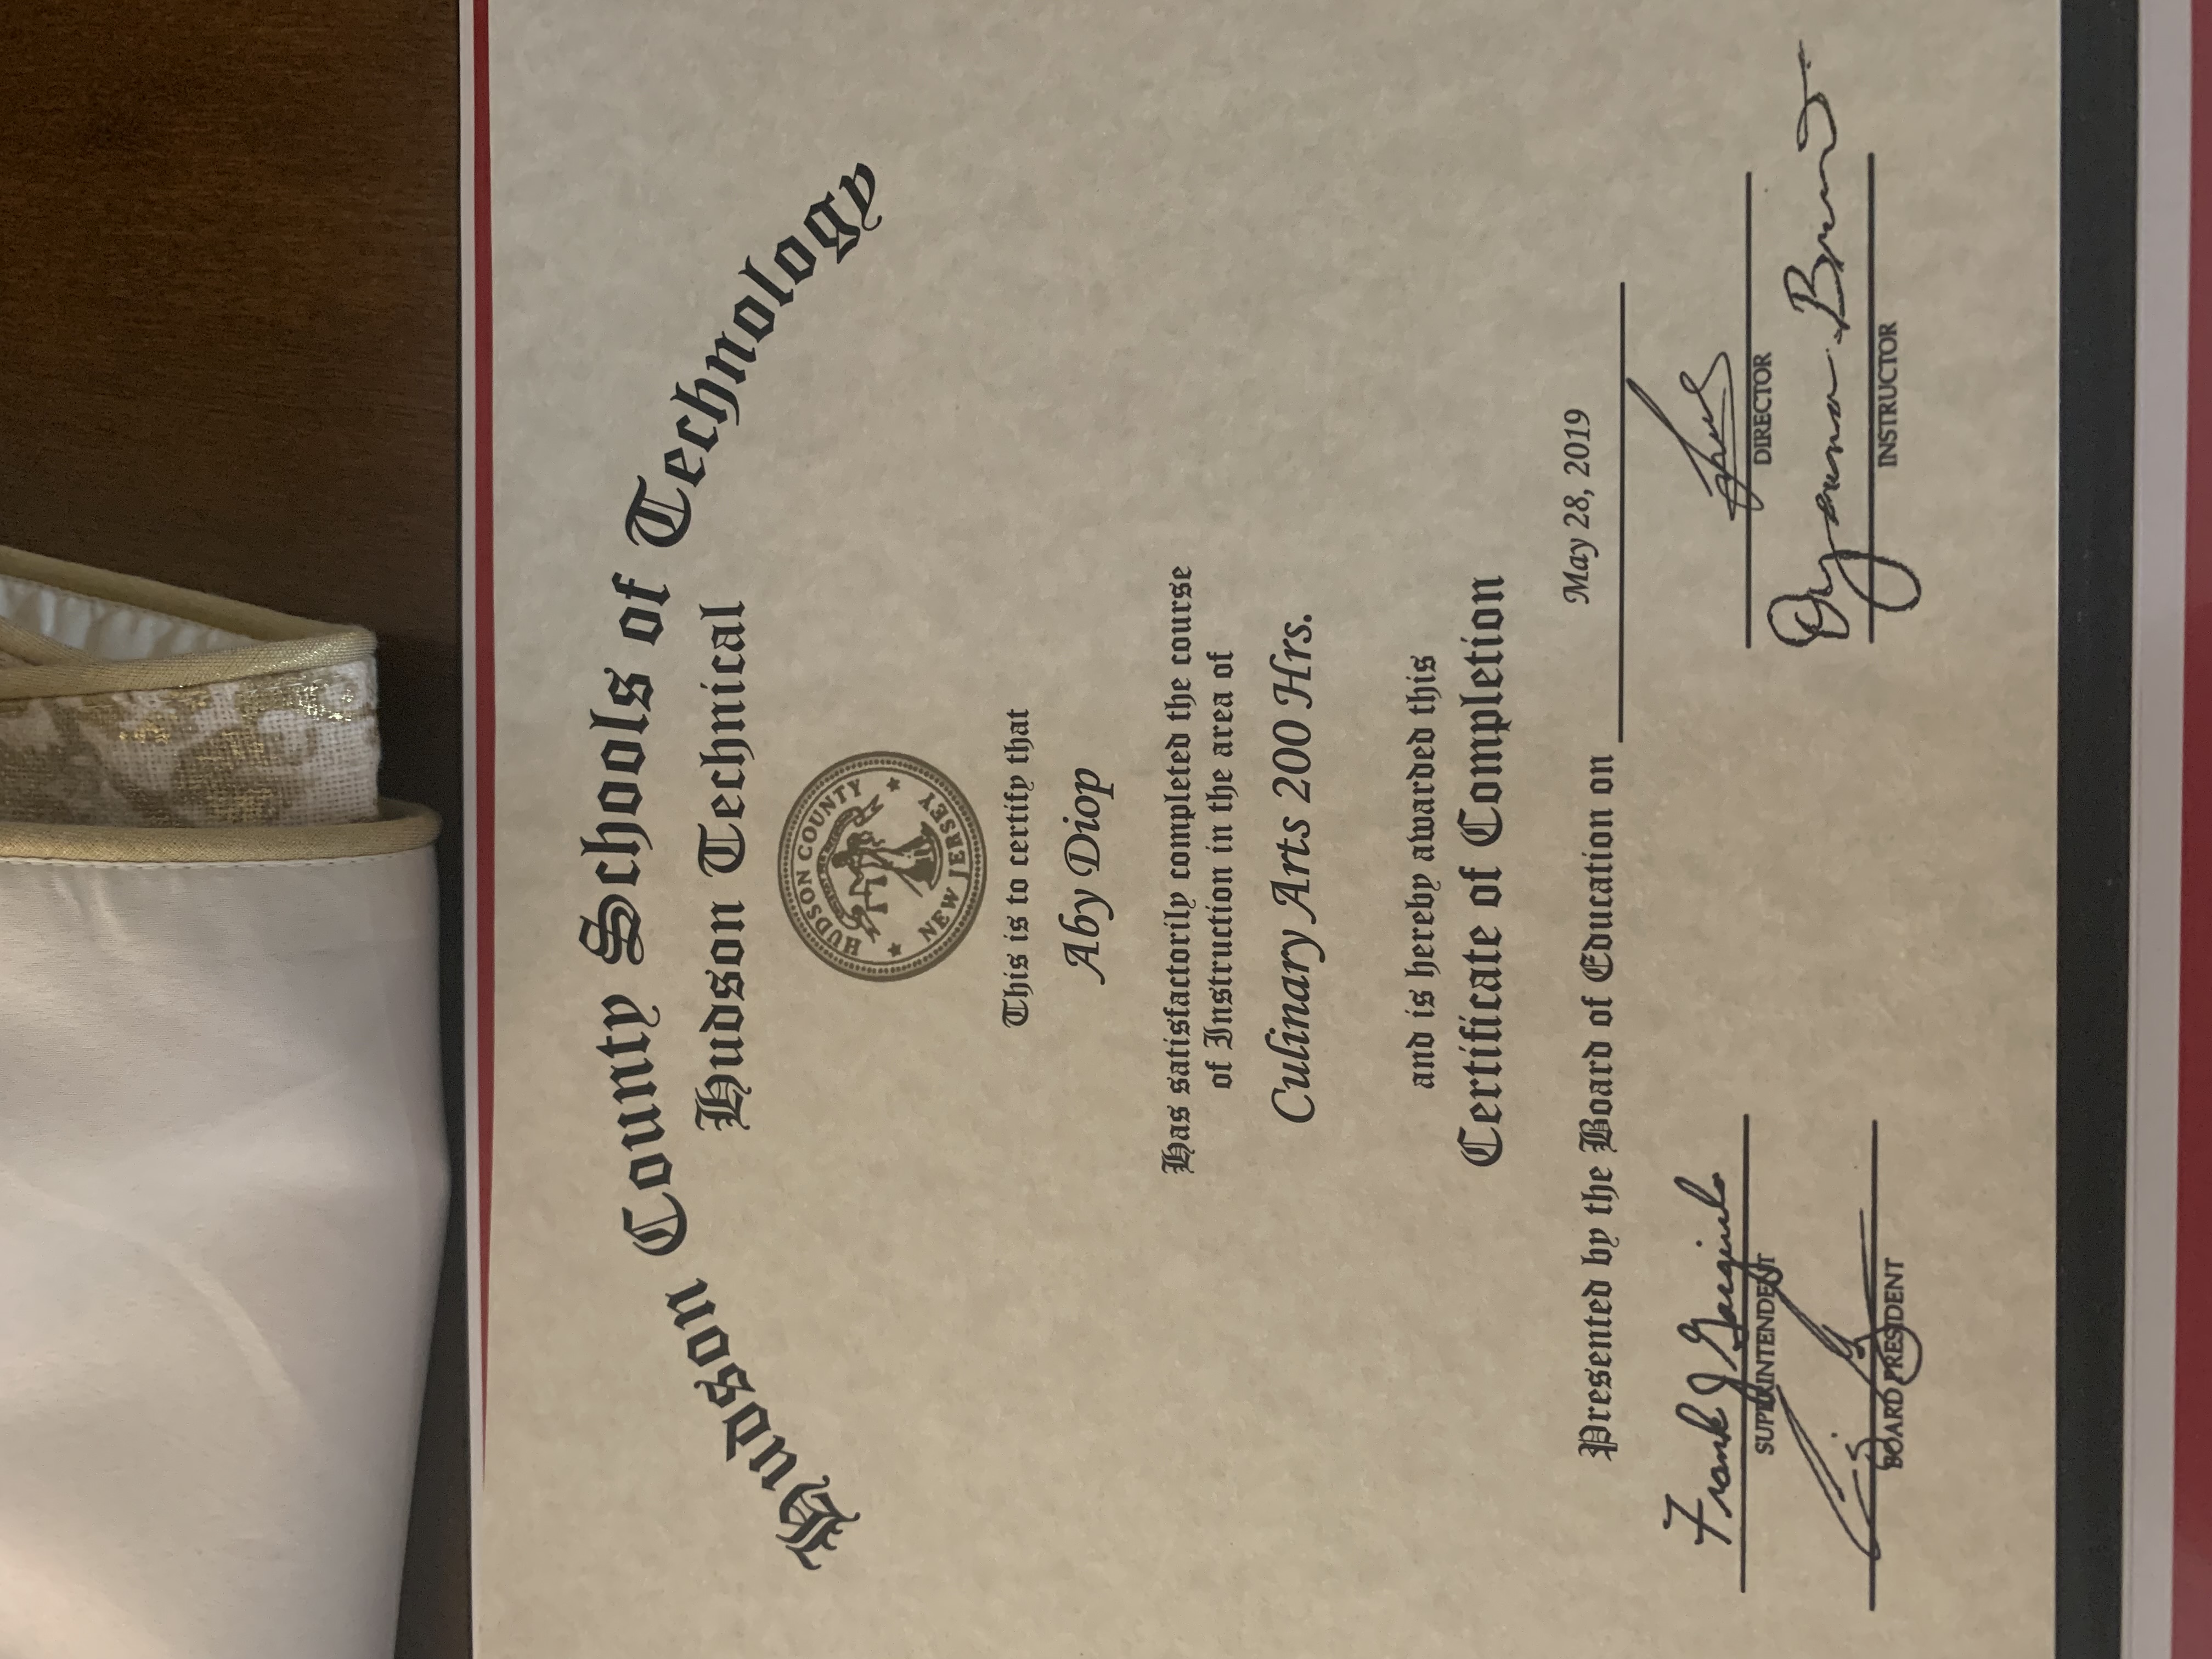 Hudson County Schools of Technology
Hudson Technical
HUDSON COUNTY
NEW JERSEY
This is to certify that
Aby Diop
Has satisfactorily completed the course
of Instruction in the area of
Culinary Arts 200 Hrs.
and is hereby awarded this
Certificate of Completion
Presented by the Board of Education on May 28, 2019
Frank J
SUPERINTENDENT
DIRECTOR
BOARD PRESIDENT
INSTRUCTOR